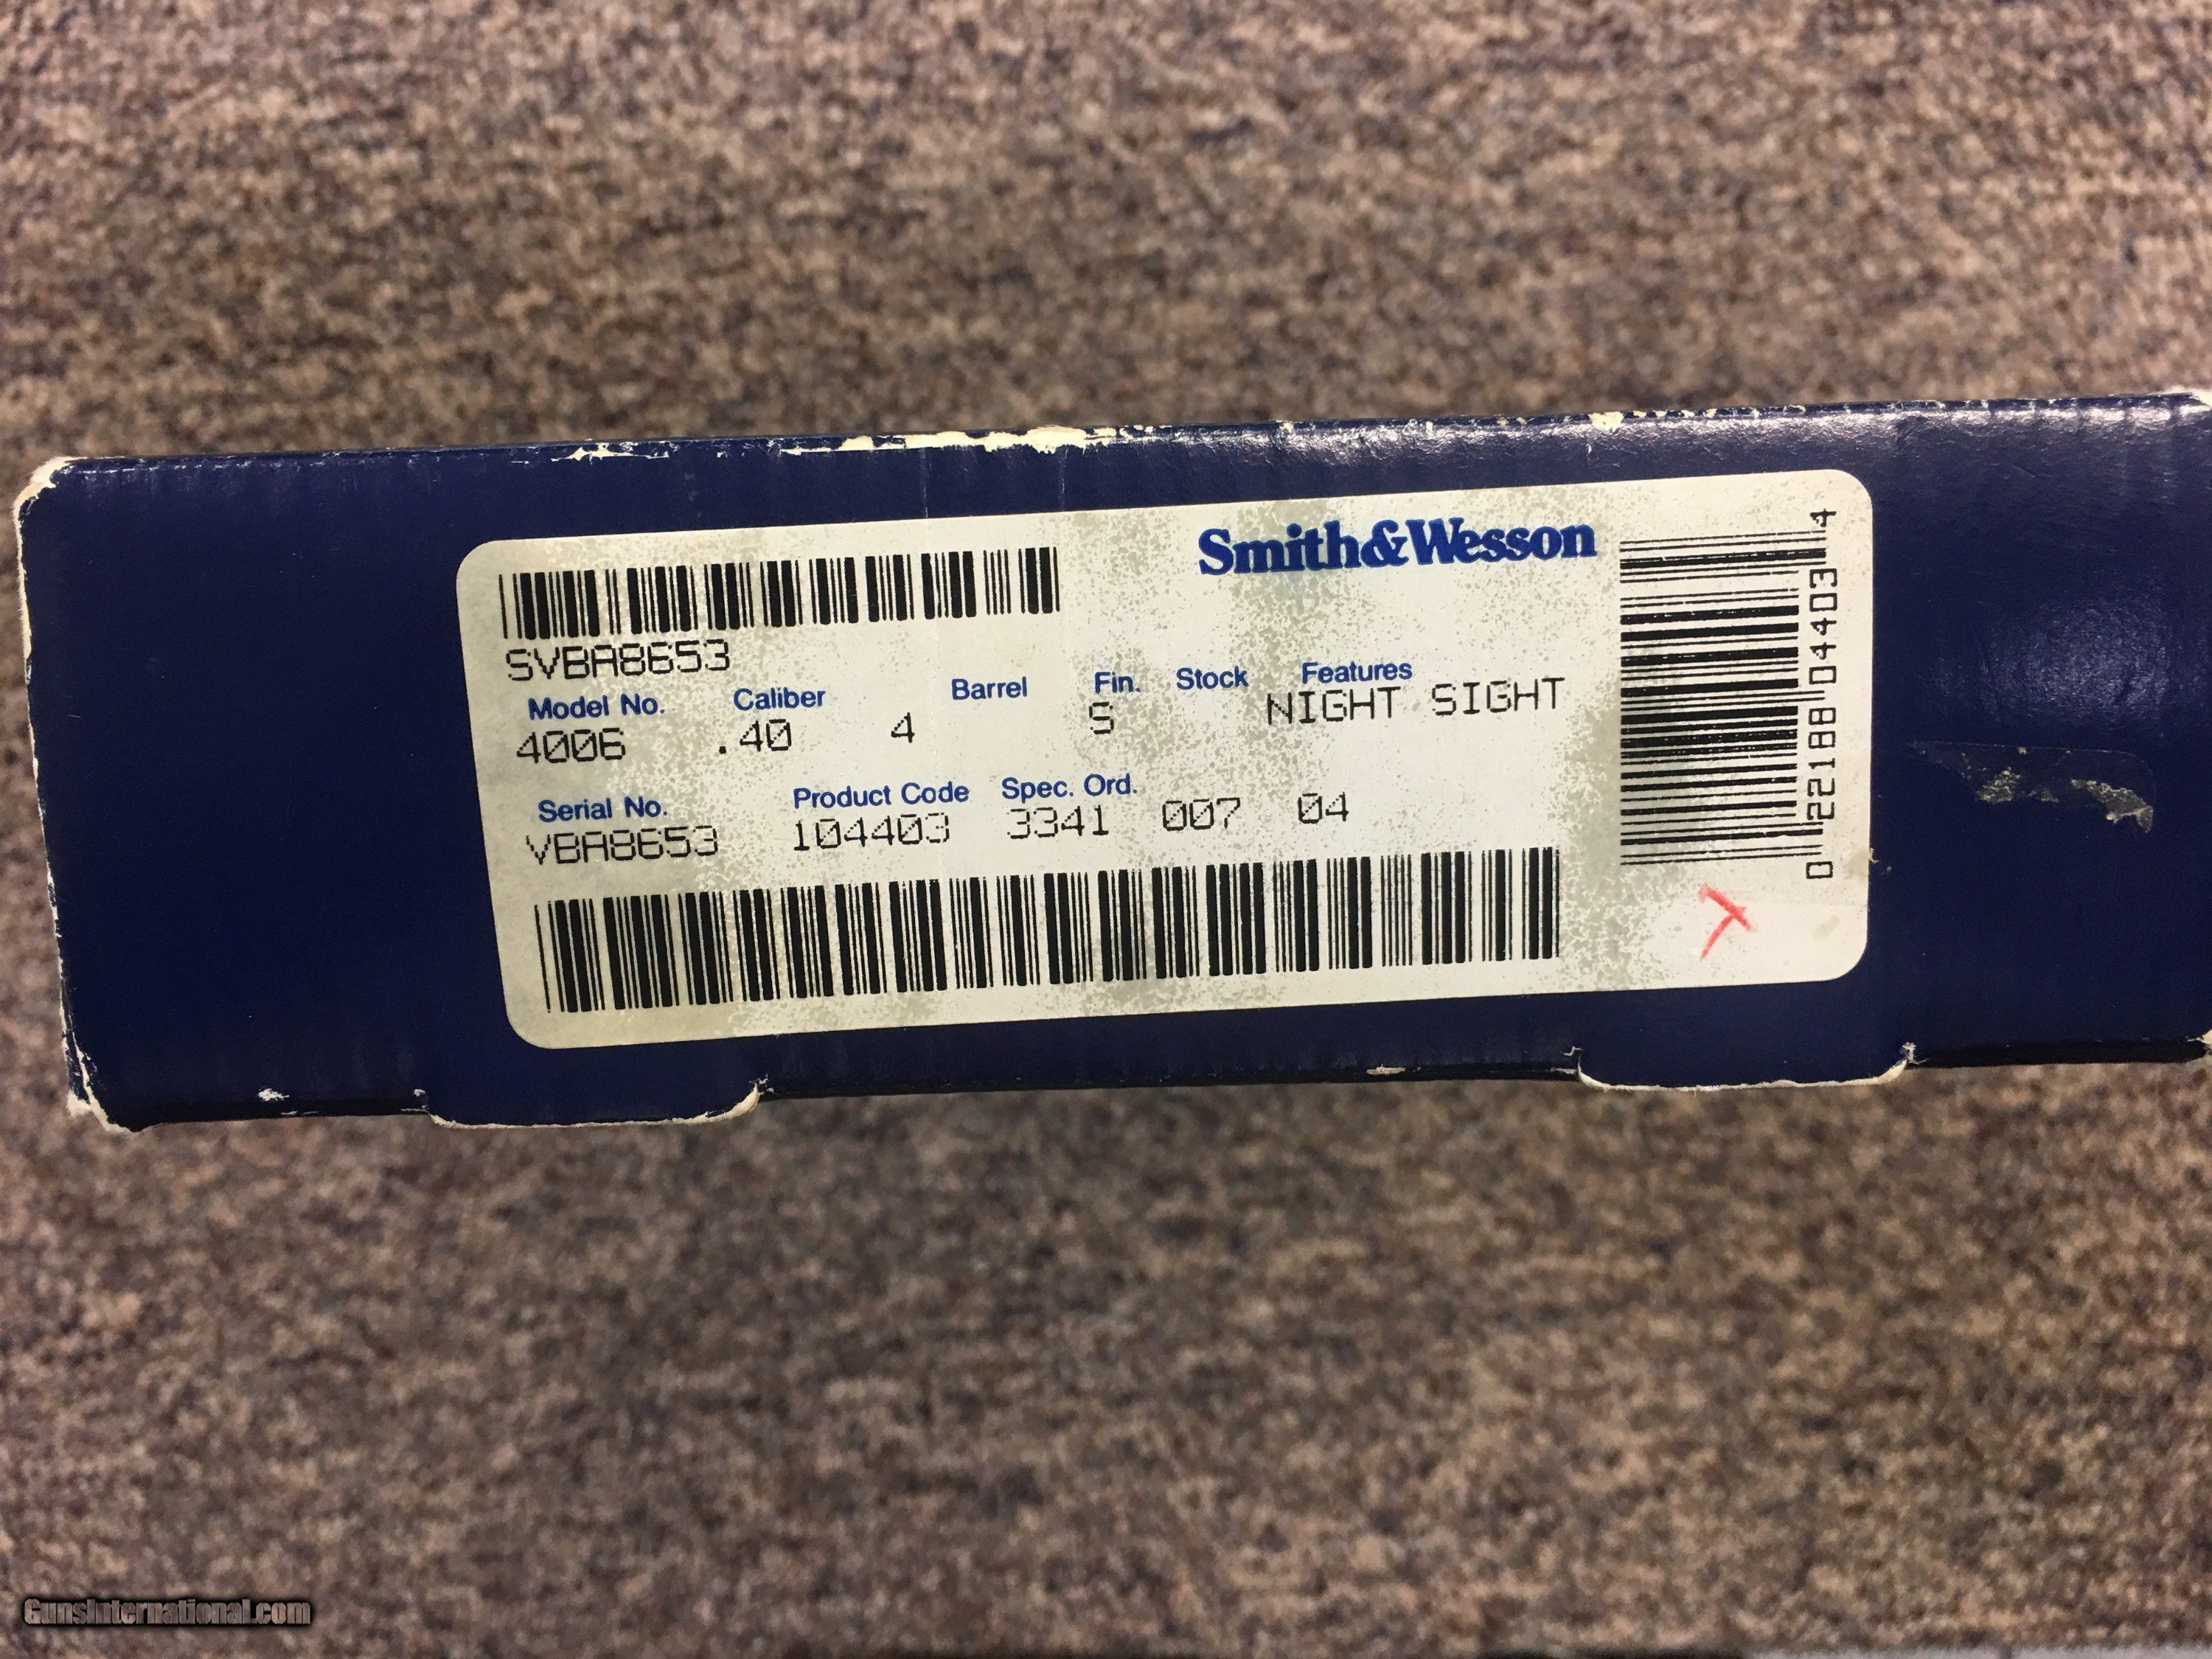 Smith&Wesson
SVBA8653
Model No. Caliber Barrel Fin. Stock Features
4006 .40 4 S NIGHT SIGHT
Serial No. Product Code Spec. Ord.
VBA8653 104403 3341 007 04
0 22188 04403 4
GunsInternational.com